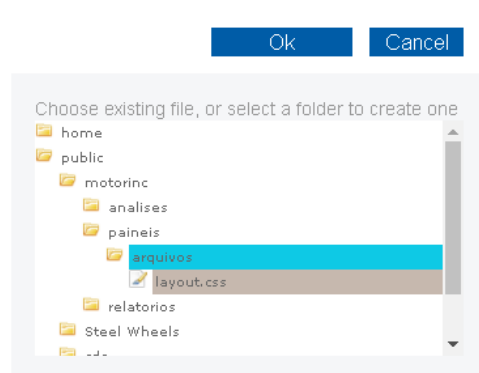 Ok Cancel
Choose existing file, or select a folder to create one
home
public
motorinc
analises
paineis
arquivos
layout.css
relatorios
Steel Wheels